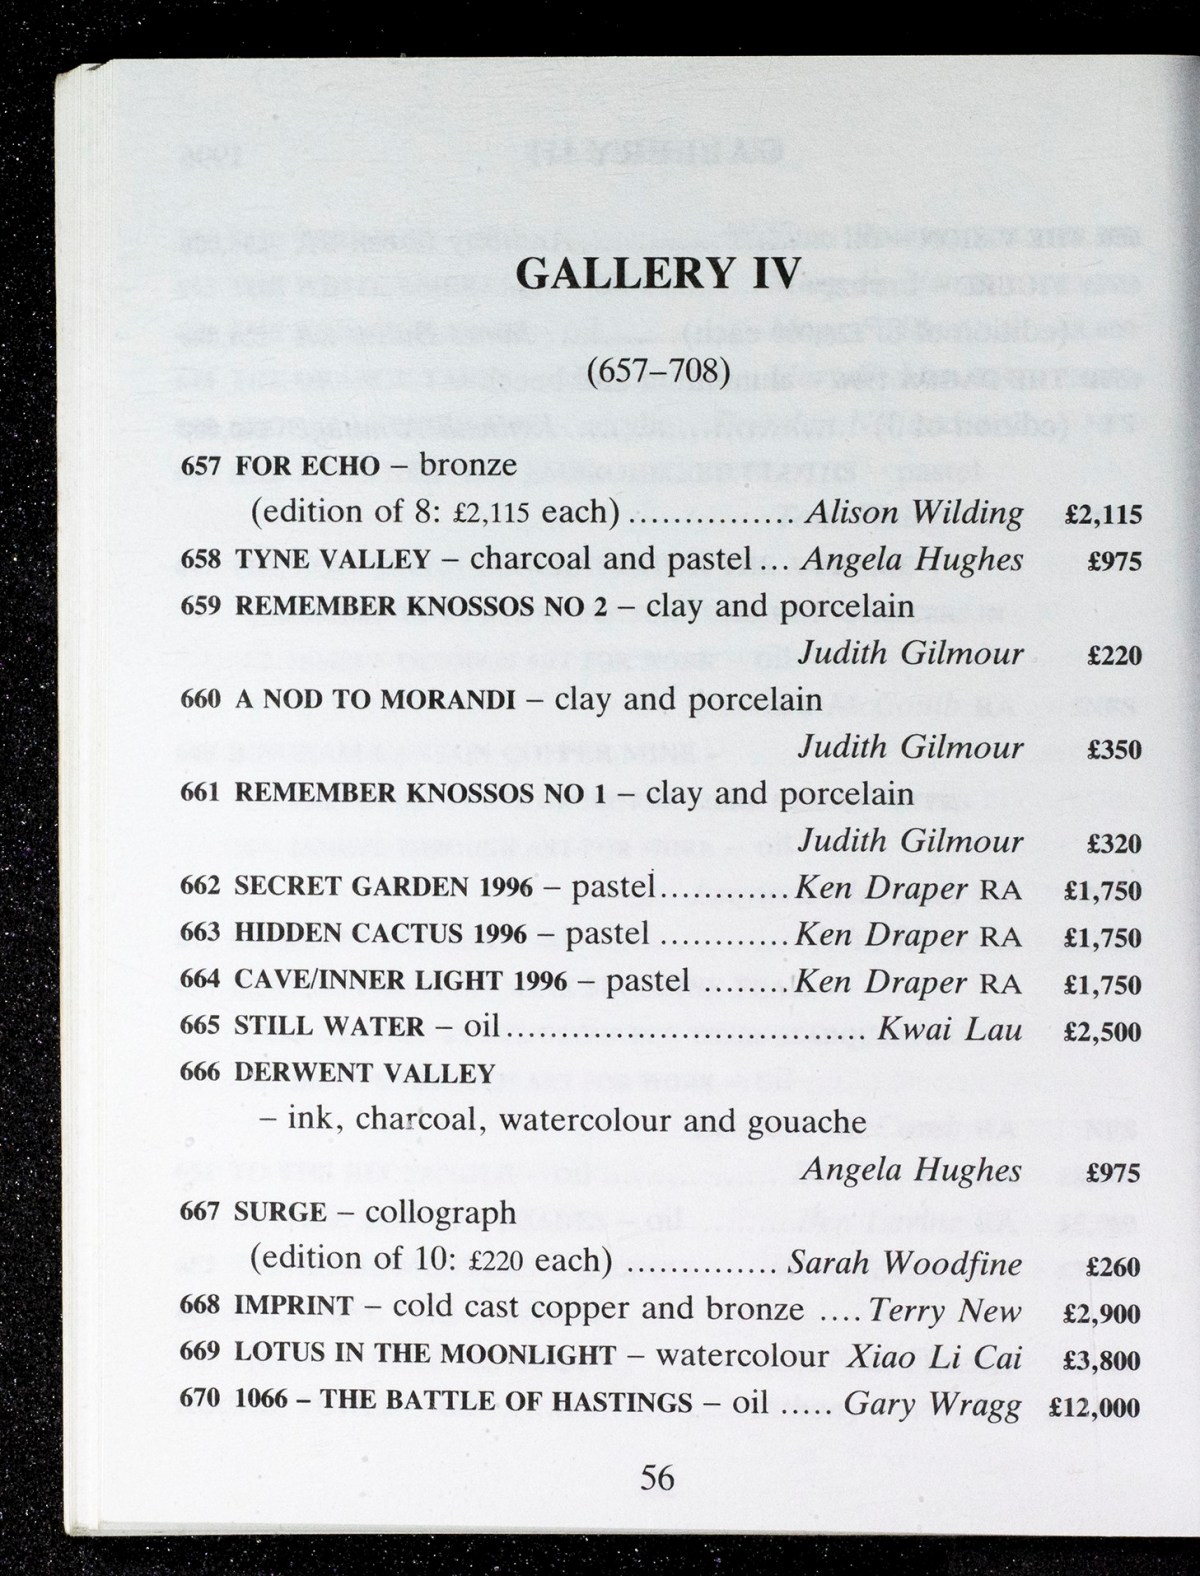 GALLERY IV
(657–708)
657 FOR ECHO – bronze
(edition of 8: £2,115 each) ............... Alison Wilding £2,115
658 TYNE VALLEY – charcoal and pastel ... Angela Hughes £975
659 REMEMBER KNOSSOS NO 2 – clay and porcelain
Judith Gilmour £220
660 A NOD TO MORANDI – clay and porcelain
Judith Gilmour £350
661 REMEMBER KNOSSOS NO 1 – clay and porcelain
Judith Gilmour £320
662 SECRET GARDEN 1996 – pastel............ Ken Draper RA £1,750
663 HIDDEN CACTUS 1996 – pastel ............ Ken Draper RA £1,750
664 CAVE/INNER LIGHT 1996 – pastel ........ Ken Draper RA £1,750
665 STILL WATER – oil.................................. Kwai Lau £2,500
666 DERWENT VALLEY
– ink, charcoal, watercolour and gouache
Angela Hughes £975
667 SURGE – collograph
(edition of 10: £220 each) .............. Sarah Woodfine £260
668 IMPRINT – cold cast copper and bronze .... Terry New £2,900
669 LOTUS IN THE MOONLIGHT – watercolour Xiao Li Cai £3,800
670 1066 – THE BATTLE OF HASTINGS – oil ..... Gary Wragg £12,000
56